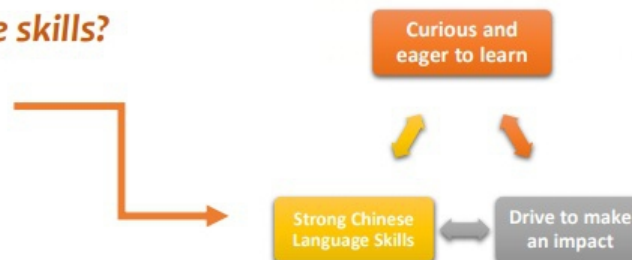 skills?
Curious and
eager to learn
Strong Chinese
Language Skills
Drive to make
an impact